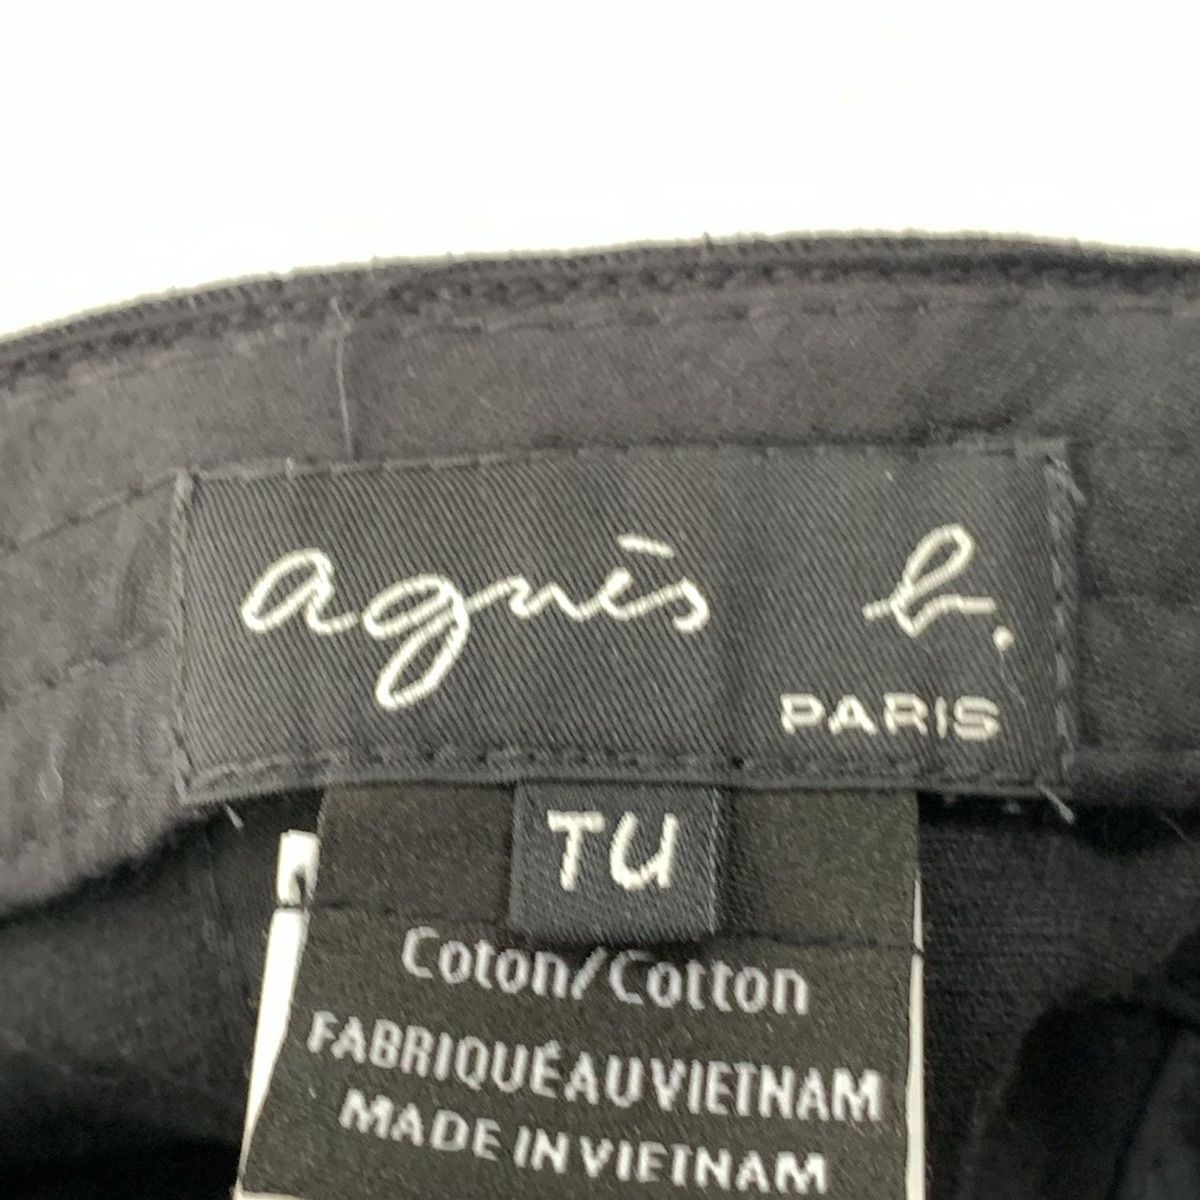 agnès b.
PARIS
TU
Coton/Cotton
FABRIQUÉ AU VIETNAM
MADE IN VIETNAM